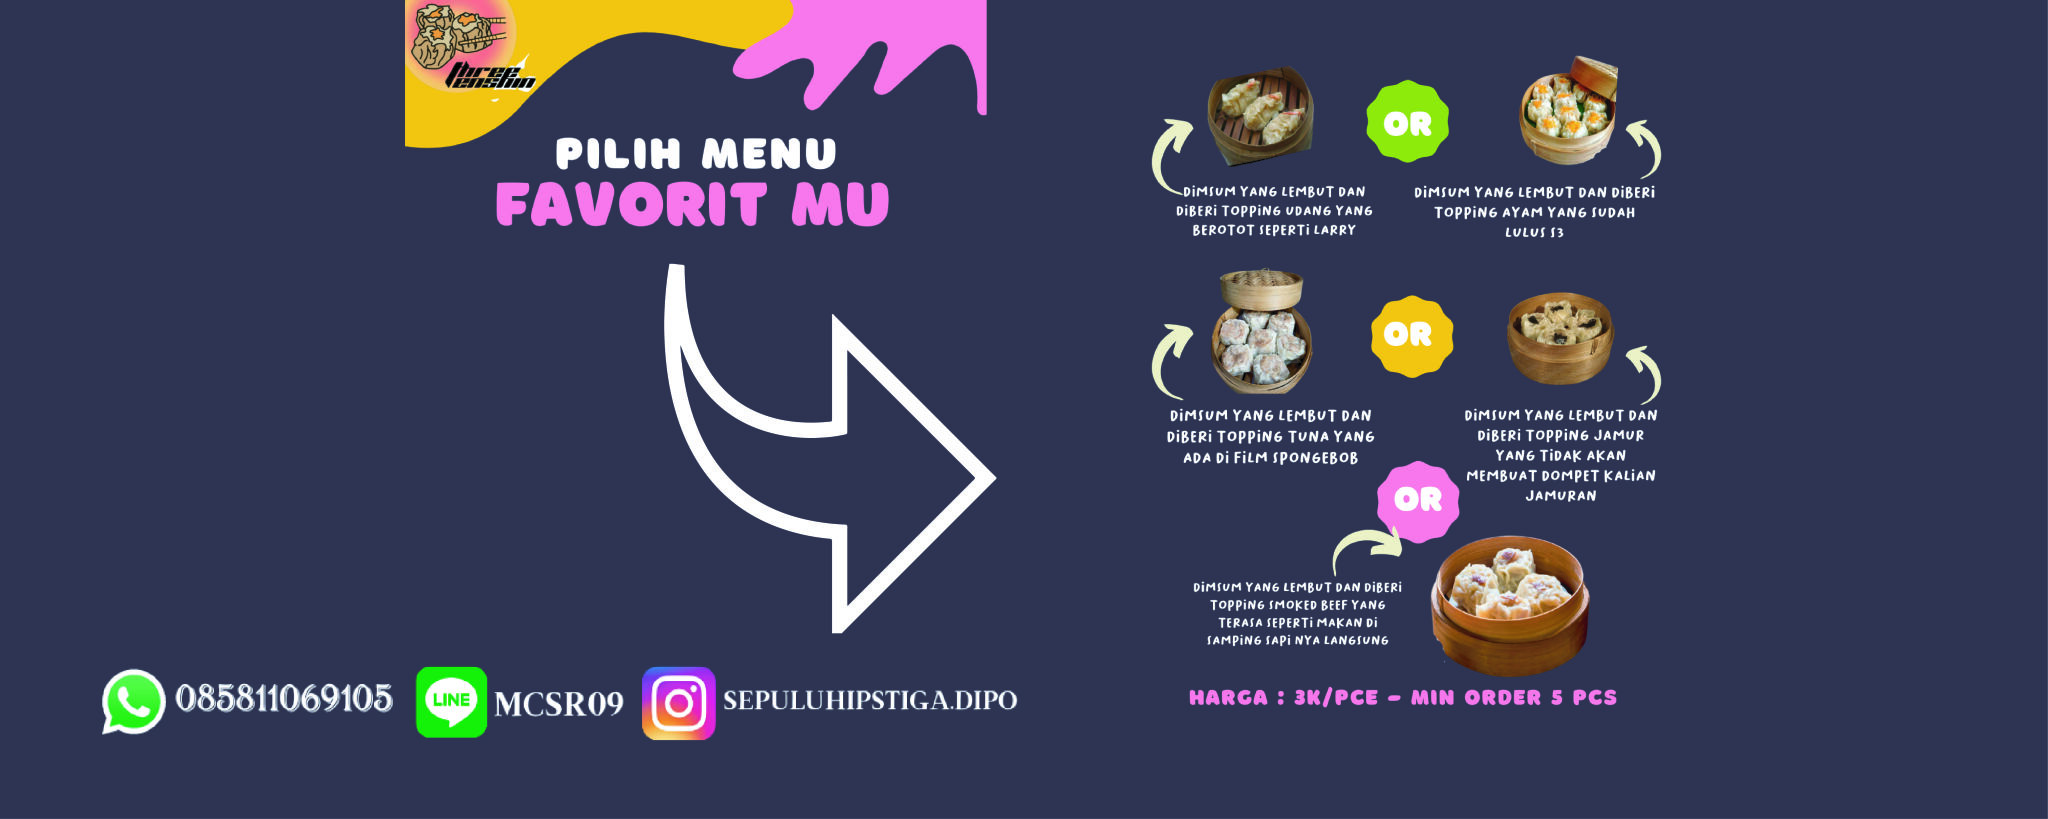 three
PILIH MENU
FAVORIT MU
OR
DIMSUM YANG LEMBUT DAN
DIBERI TOPPING UDANG YANG
BEROTOT SEPERTI LARRY
DIMSUM YANG LEMBUT DAN DIBERI
TOPPING AYAM YANG SUDAH
LULUS S3
OR
DIMSUM YANG LEMBUT DAN
DIBERI TOPPING TUNA YANG
ADA DI FILM SPONGEBOB
DIMSUM YANG LEMBUT DAN
DIBERI TOPPING JAMUR
YANG TIDAK AKAN
MEMBUAT DOMPET KALIAN
JAMURAN
OR
DIMSUM YANG LEMBUT DAN DIBERI
TOPPING SMOKED BEEF YANG
TERASA SEPERTI MAKAN DI
SAMPING SAPI NYA LANGSUNG
HARGA : 3K/PCE - MIN ORDER 5 PCS
085811069105
LINE
MCSR09
SEPULUHIPSTIGA.DIPO